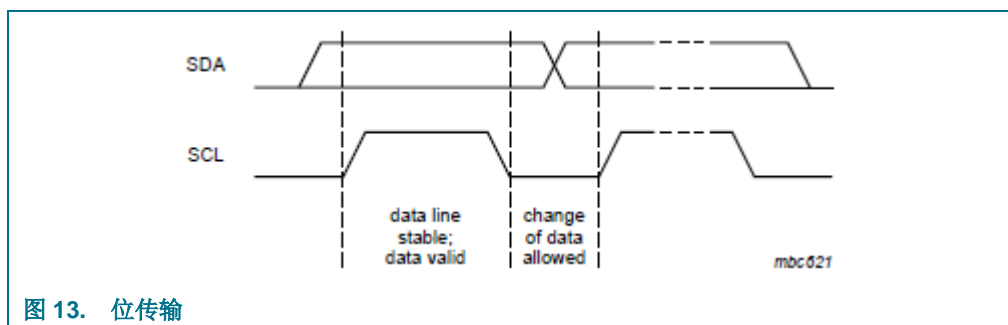 SDA
SCL
data line
stable;
data valid
change
of data
allowed
mbc621
图 13. 位传输